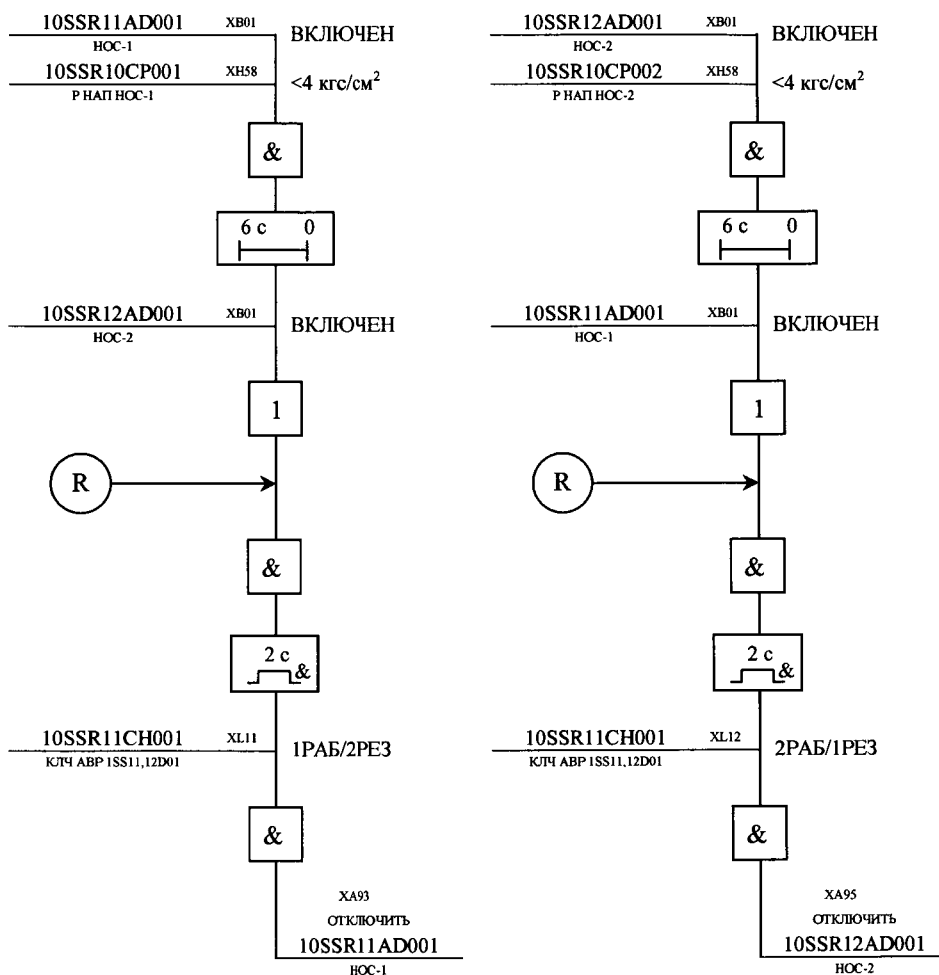 10SSR11AD001 XB01 ВКЛЮЧЕН
НОС-1
10SSR10CP001 XH58 <4 кгс/см²
Р НАП НОС-1
&
6 с 0
10SSR12AD001 XB01 ВКЛЮЧЕН
НОС-2
1
R
&
2 с
&
10SSR11CH001 XL11 1РАБ/2РЕЗ
КЛЧ АВР 1SS11,12D01
&
XA93
ОТКЛЮЧИТЬ
10SSR11AD001
НОС-1
10SSR12AD001 XB01 ВКЛЮЧЕН
НОС-2
10SSR10CP002 XH58 <4 кгс/см²
Р НАП НОС-2
&
6 с 0
10SSR11AD001 XB01 ВКЛЮЧЕН
НОС-1
1
R
&
2 с
&
10SSR11CH001 XL12 2РАБ/1РЕЗ
КЛЧ АВР 1SS11,12D01
&
XA95
ОТКЛЮЧИТЬ
10SSR12AD001
НОС-2